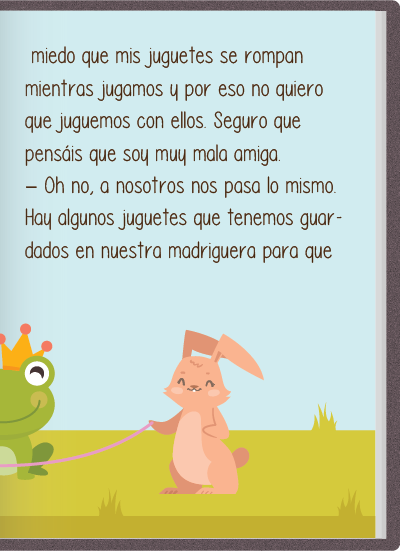 miedo que mis juguetes se rompan
mientras jugamos y por eso no quiero
que juguemos con ellos. Seguro que
pensáis que soy muy mala amiga.
– Oh no, a nosotros nos pasa lo mismo.
Hay algunos juguetes que tenemos guar-
dados en nuestra madriguera para que